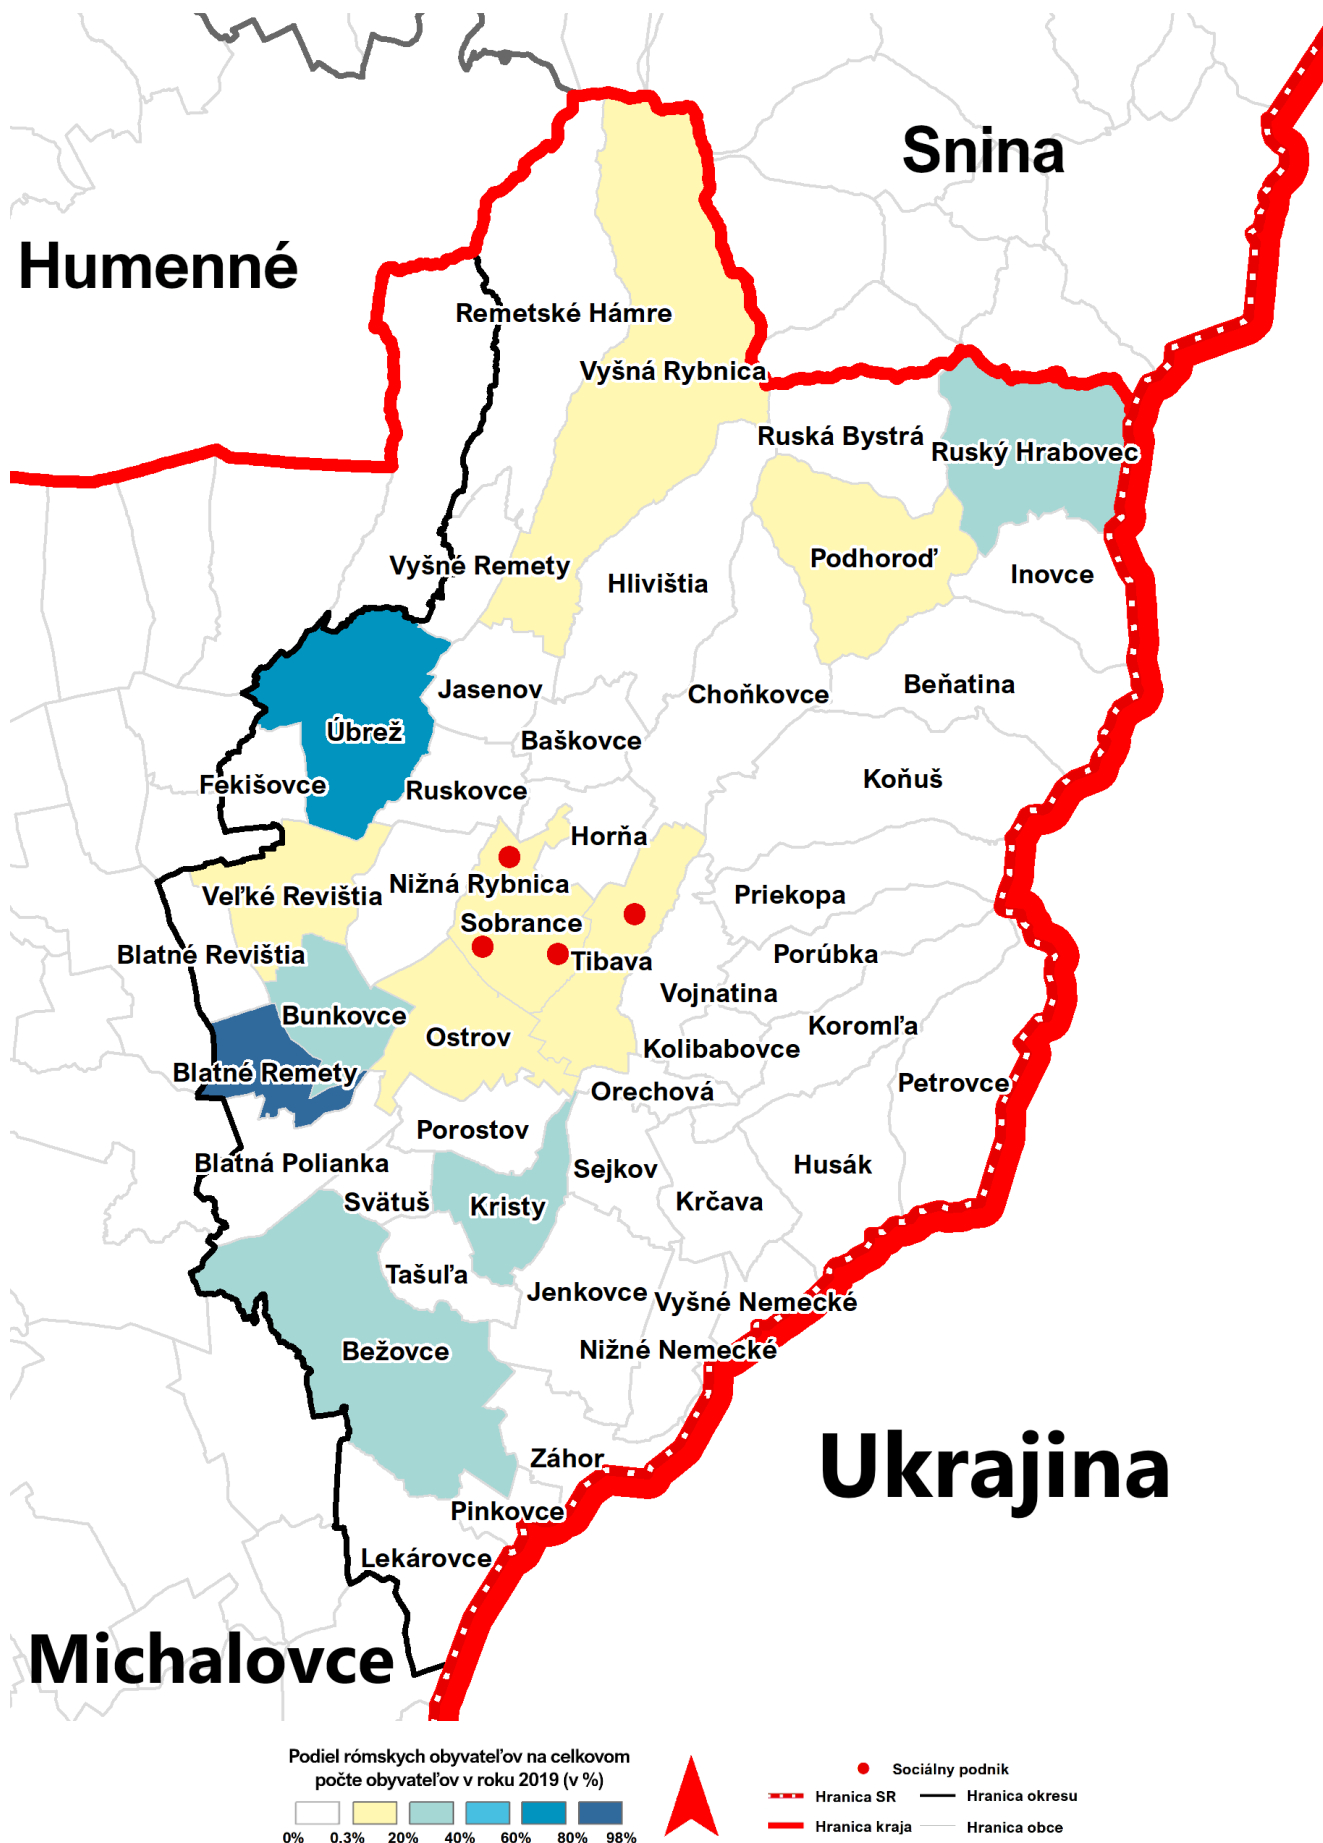 Snina
Humenné
Remetské Hámre
Vyšná Rybnica
Ruská Bystrá
Ruský Hrabovec
Podhoroď
Vyšné Remety
Hlivištia
Inovce
Jasenov
Choňkovce
Beňatina
Úbrež
Baškovce
Fekišovce
Ruskovce
Koňuš
Horňa
Nižná Rybnica
Veľké Revištia
Priekopa
Sobrance
Blatné Revištia
Tibava
Porúbka
Vojnatina
Bunkovce
Koromľa
Ostrov
Kolibabovce
Blatné Remety
Petrovce
Orechová
Porostov
Blatná Polianka
Sejkov
Husák
Svätuš
Kristy
Krčava
Tašuľa
Jenkovce
Vyšné Nemecké
Bežovce
Nižné Nemecké
Záhor
Ukrajina
Pinkovce
Lekárovce
Michalovce
Podiel rómskych obyvateľov na celkovom
počte obyvateľov v roku 2019 (v %)
0% 0.3% 20% 40% 60% 80% 98%
Sociálny podnik
Hranica SR
Hranica okresu
Hranica kraja
Hranica obce